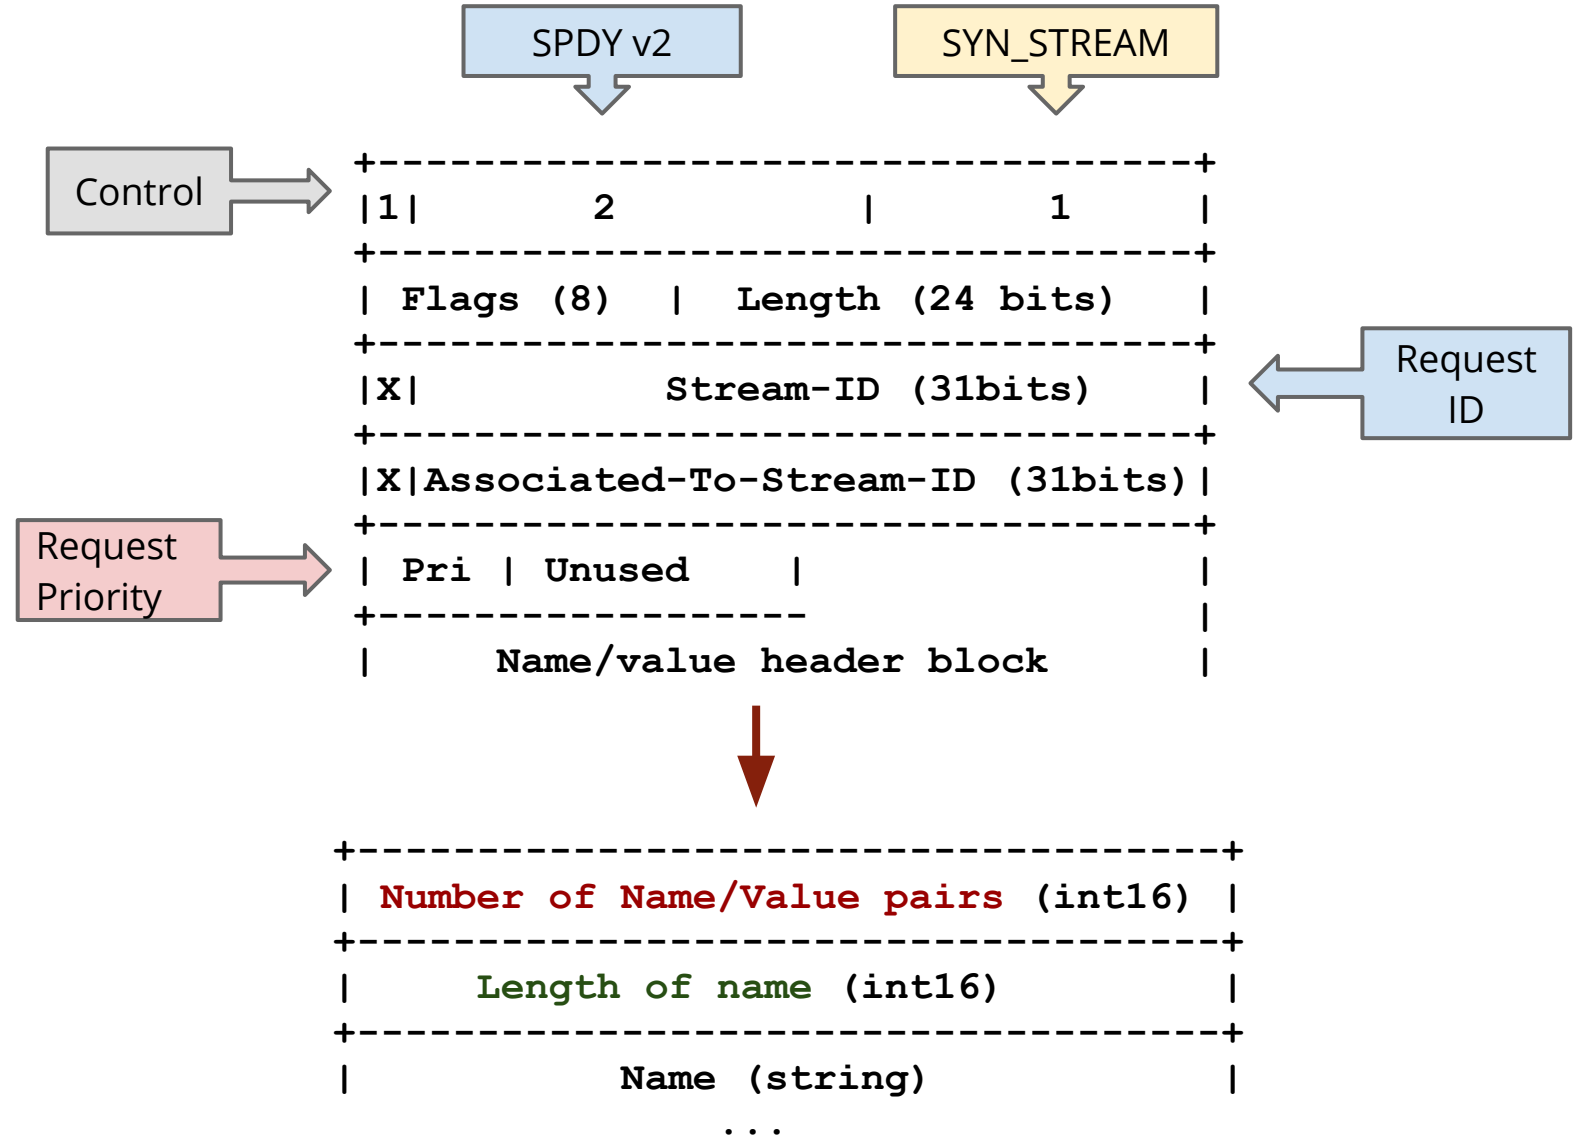 SPDY v2
SYN_STREAM
Control
+-----------------------------------+
|1|       2          |       1     |
+-----------------------------------+
| Flags (8)  |  Length (24 bits)    |
+-----------------------------------+
|X|          Stream-ID (31bits)     |
Request
ID
+-----------------------------------+
|X|Associated-To-Stream-ID (31bits)|
+-----------------------------------+
Request
Priority
| Pri | Unused    |                 |
+------------------                 |
|     Name/value header block       |
+-------------------------------------+
| Number of Name/Value pairs (int16) |
+-------------------------------------+
|     Length of name (int16)         |
+-------------------------------------+
|           Name (string)            |
...